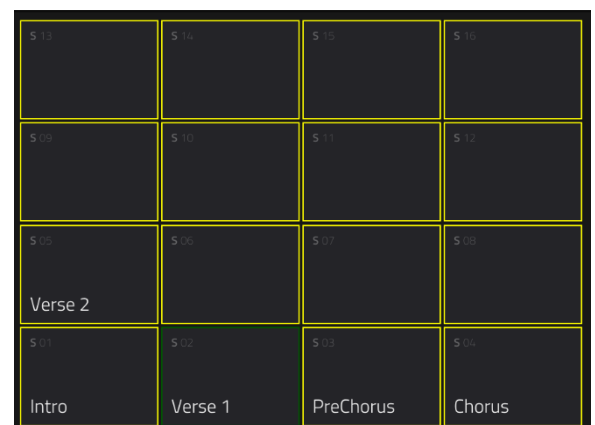 S 13 S 14 S 15 S 16
S 09 S 10 S 11 S 12
S 05 S 06 S 07 S 08
Verse 2
S 01 S 02 S 03 S 04
Intro Verse 1 PreChorus Chorus